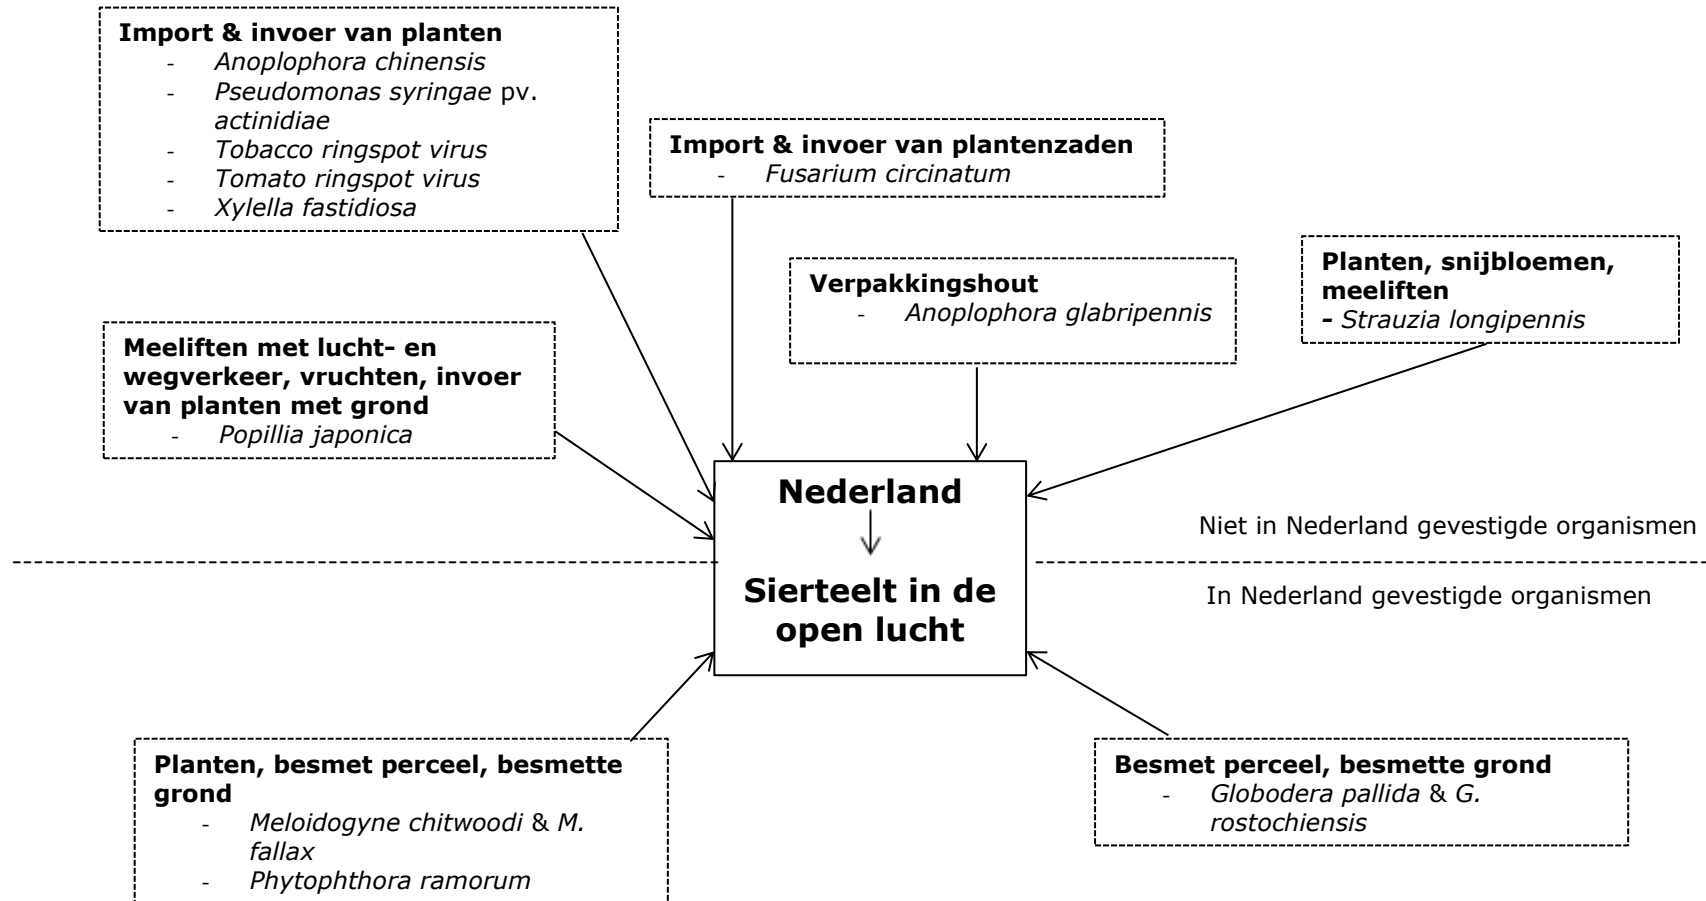 Import & invoer van planten
- Anoplophora chinensis
- Pseudomonas syringae pv.
actinidiae
- Tobacco ringspot virus
- Tomato ringspot virus
- Xylella fastidiosa
Import & invoer van plantenzaden
- Fusarium circinatum
Verpakkingshout
- Anoplophora glabripennis
Planten, snijbloemen,
meeliften
- Strauzia longipennis
Meeliften met lucht- en
wegverkeer, vruchten, invoer
van planten met grond
- Popillia japonica
Nederland
Sierteelt in de
open lucht
Niet in Nederland gevestigde organismen
In Nederland gevestigde organismen
Planten, besmet perceel, besmette
grond
- Meloidogyne chitwoodi & M.
fallax
- Phytophthora ramorum
Besmet perceel, besmette grond
- Globodera pallida & G.
rostochiensis